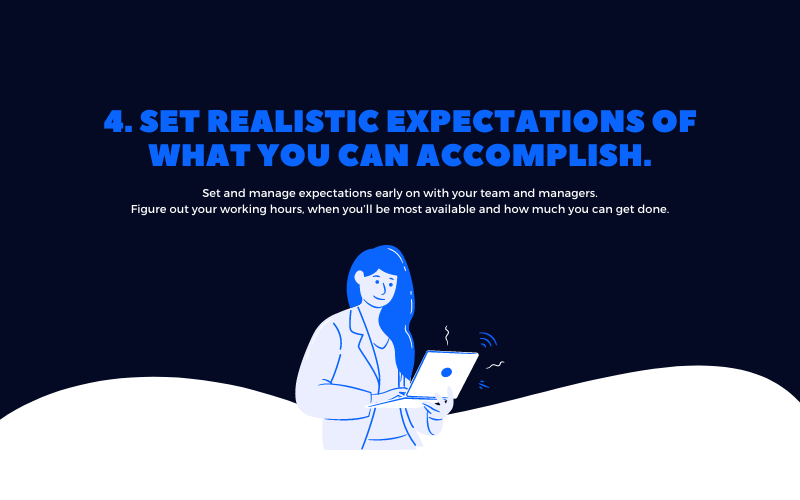 4. SET REALISTIC EXPECTATIONS OF
WHAT YOU CAN ACCOMPLISH.
Set and manage expectations early on with your team and managers.
Figure out your working hours, when you'll be most available and how much you can get done.